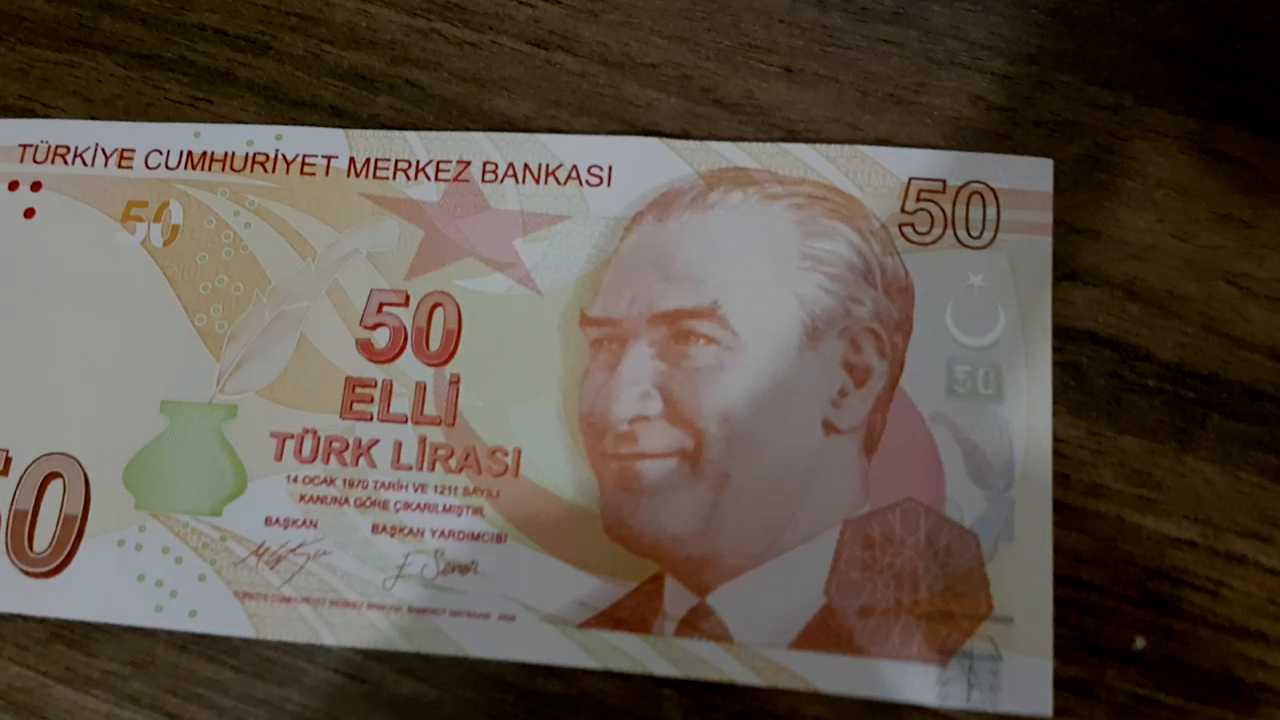 TÜRKİYE CUMHURİYET MERKEZ BANKASI
50
50
50
50
ELLİ
TÜRK LİRASI
14 OCAK 1970 TARİH VE 1211 SAYILI
KANUNA GÖRE ÇIKARILMIŞTIR.
BAŞKAN BAŞKAN YARDIMCISI
50